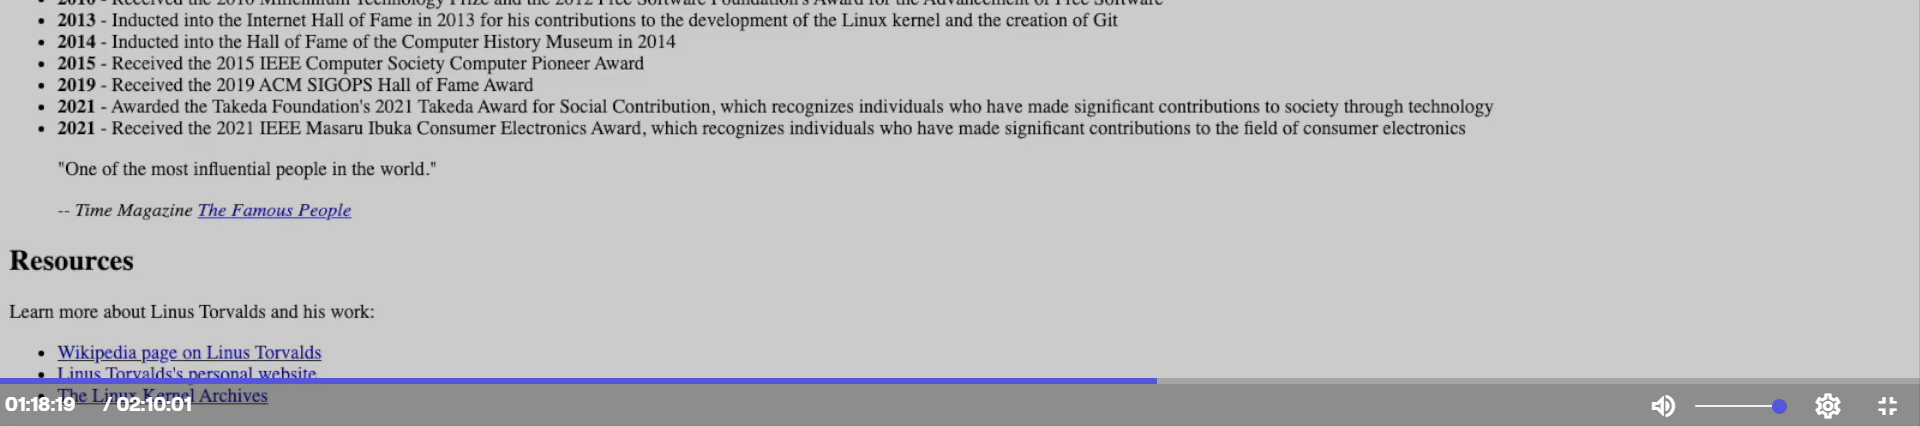 2010 - Received the 2010 Millennium Technology Prize and the 2012 Free Software Foundation's Award for the Advancement of Free Software
2013 - Inducted into the Internet Hall of Fame in 2013 for his contributions to the development of the Linux kernel and the creation of Git
2014 - Inducted into the Hall of Fame of the Computer History Museum in 2014
2015 - Received the 2015 IEEE Computer Society Computer Pioneer Award
2019 - Received the 2019 ACM SIGOPS Hall of Fame Award
2021 - Awarded the Takeda Foundation's 2021 Takeda Award for Social Contribution, which recognizes individuals who have made significant contributions to society through technology
2021 - Received the 2021 IEEE Masaru Ibuka Consumer Electronics Award, which recognizes individuals who have made significant contributions to the field of consumer electronics
"One of the most influential people in the world."
-- Time Magazine The Famous People
Resources
Learn more about Linus Torvalds and his work:
Wikipedia page on Linus Torvalds
Linus Torvalds's personal website
The Linux Kernel Archives
01:18:19 / 02:10:01